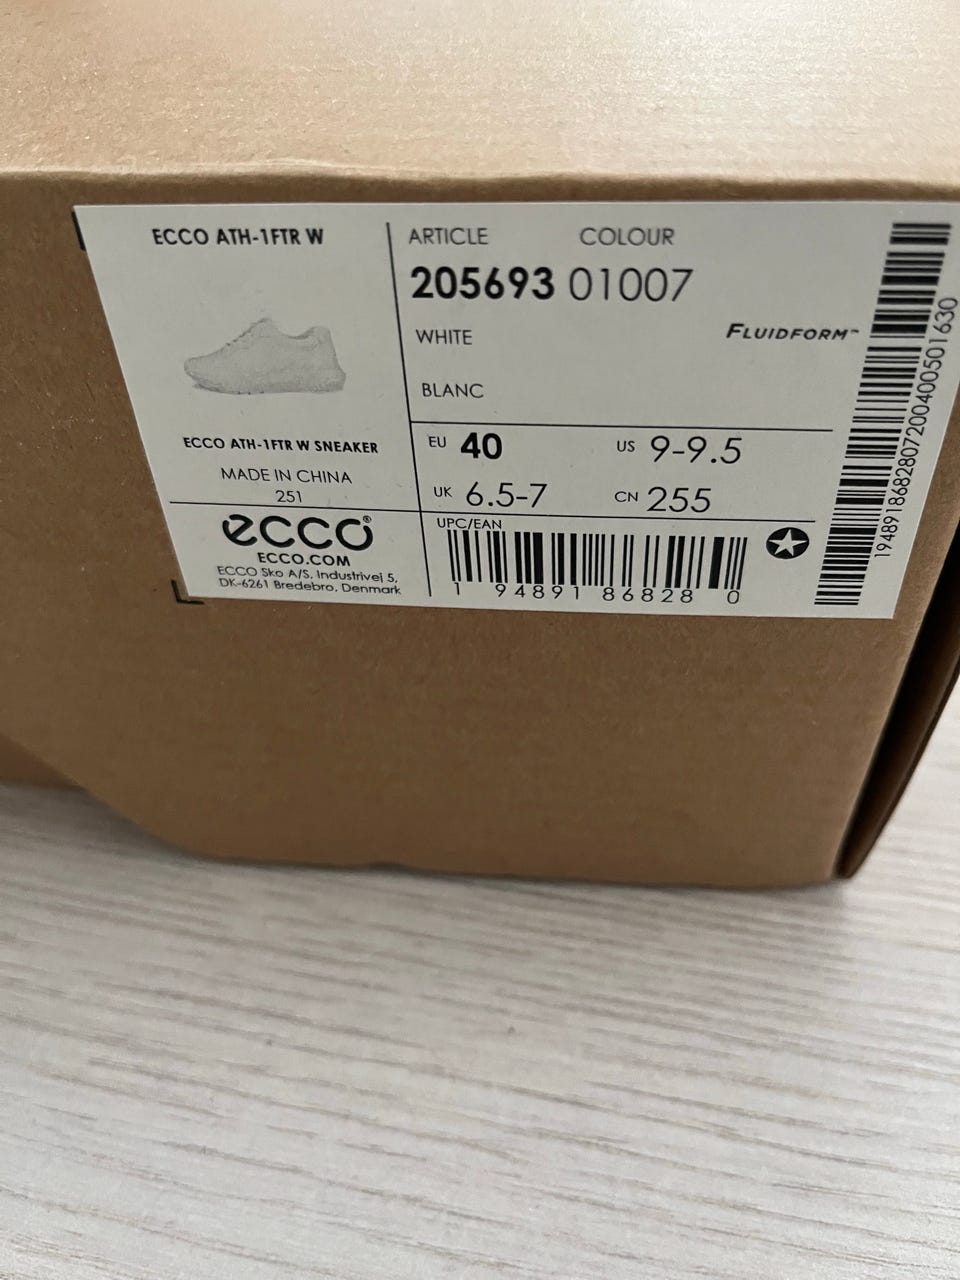 ECCO ATH-1FTR W
ECCO ATH-1FTR W SNEAKER
MADE IN CHINA
251
ecco®
ECCO.COM
ECCO Sko A/S, Industrivej 5,
DK-6261 Bredebro, Denmark
ARTICLE COLOUR
205693 01007
WHITE
FLUIDFORM™
BLANC
EU 40 US 9-9.5
UK 6.5-7 CN 255
UPC/EAN
1 94891 86828 0
1948918682807200400501630